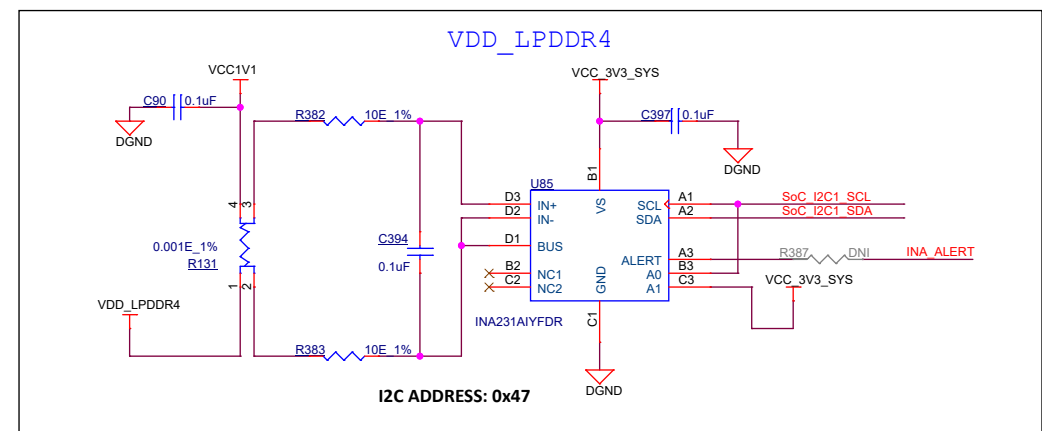 VDD_LPDDR4
VCC1V1
VCC_3V3_SYS
C90 0.1uF
R382 10E_1%
C397 0.1uF
DGND
DGND
B1
U85
D3 IN+ VS SCL A1 SoC_I2C1_SCL
D2 IN- SDA A2 SoC_I2C1_SDA
4 3
C394
D1 BUS
0.001E_1%
R131
0.1uF
ALERT A3 R387 DNI INA_ALERT
B2 NC1 A0 B3
C2 NC2 GND A1 C3 VCC_3V3_SYS
1 2
VDD_LPDDR4
INA231AIYFDR C1
R383 10E_1%
I2C ADDRESS: 0x47
DGND